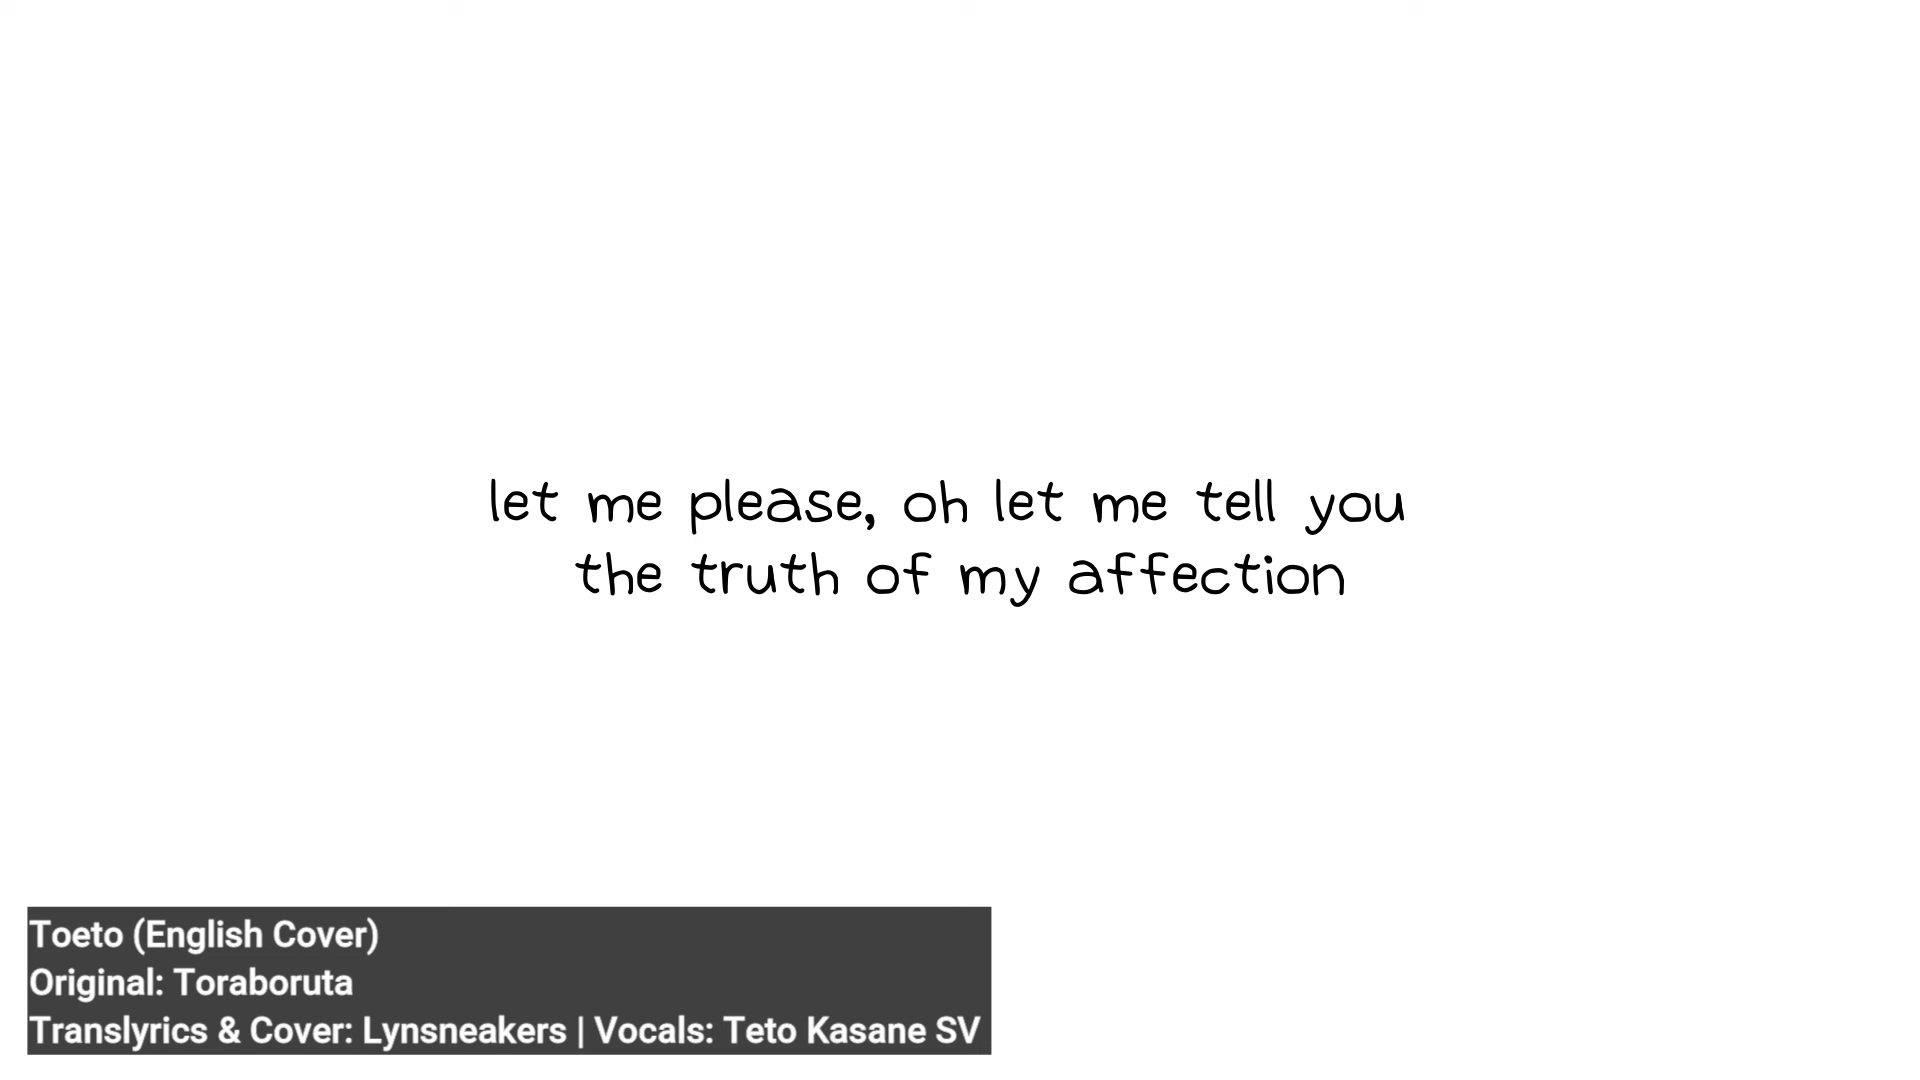 let me please, oh let me tell you
the truth of my affection
Toeto (English Cover)
Original: Toraboruta
Translyrics & Cover: Lynsneakers | Vocals: Teto Kasane SV